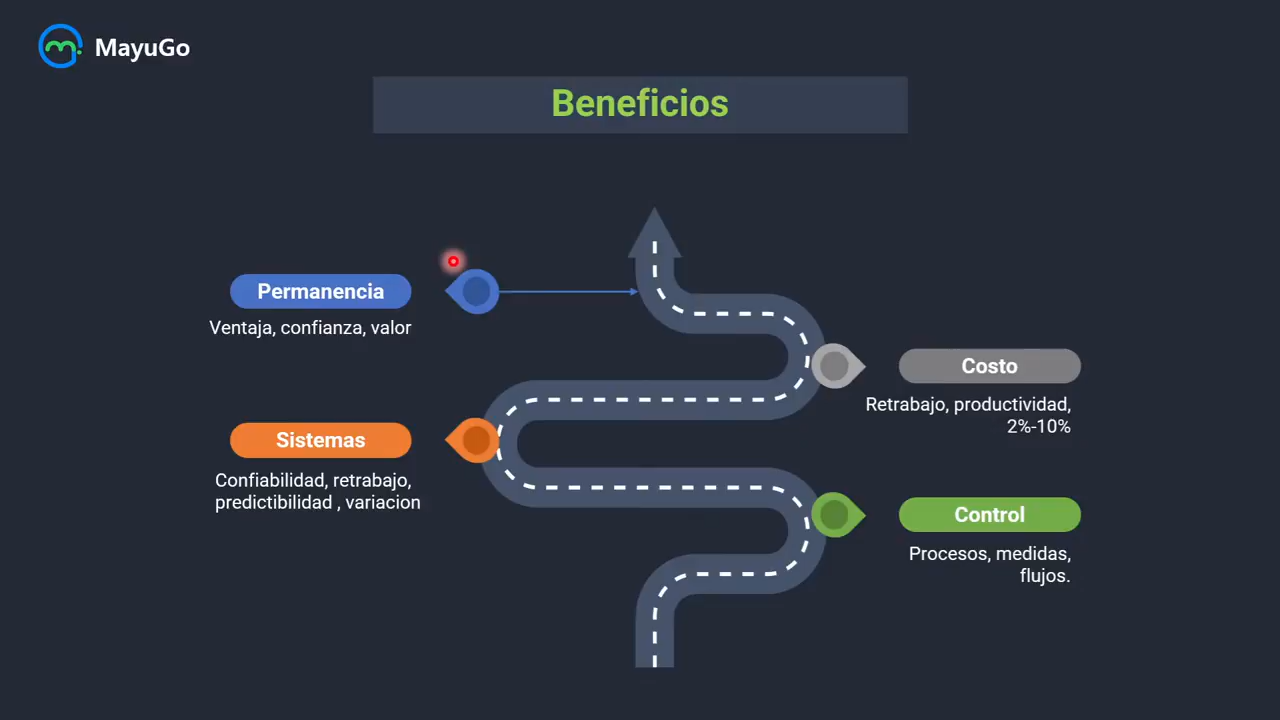 MayuGo
Beneficios
Permanencia
Ventaja, confianza, valor
Costo
Retrabajo, productividad,
2%-10%
Sistemas
Confiabilidad, retrabajo,
predictibilidad , variacion
Control
Procesos, medidas,
flujos.